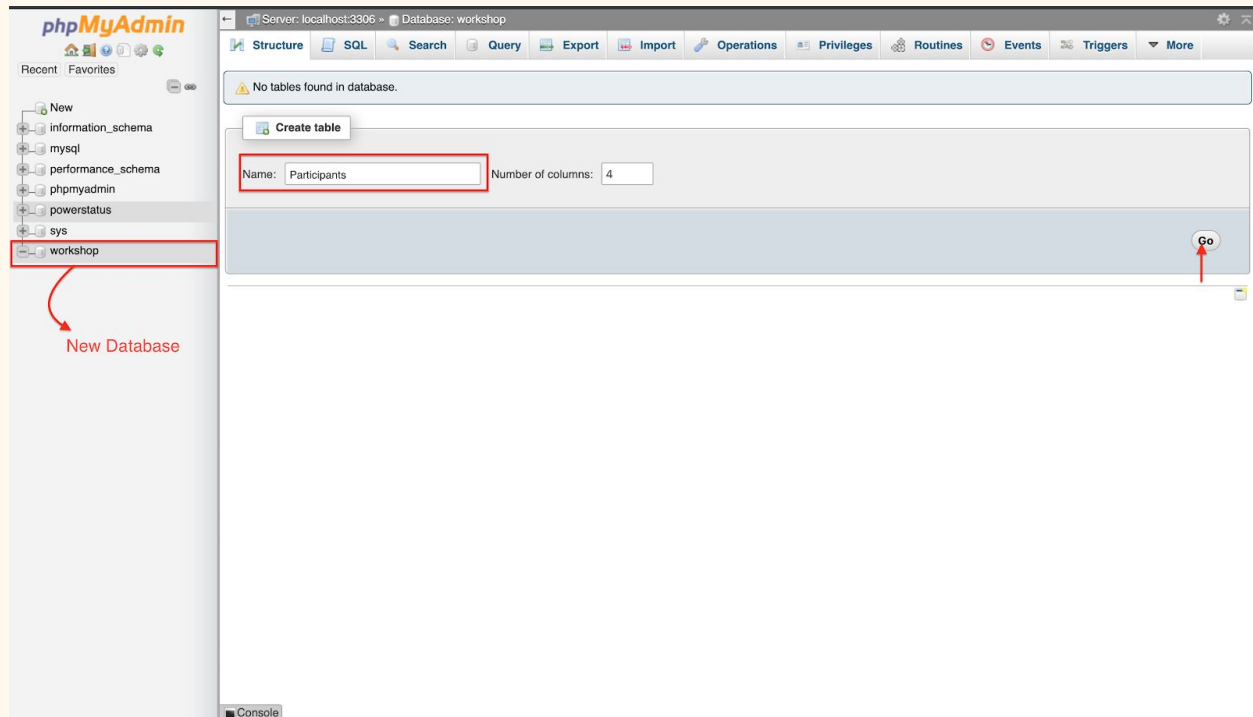 phpMyAdmin
Recent Favorites
New
information_schema
mysql
performance_schema
phpmyadmin
powerstatus
sys
workshop
New Database
Server: localhost:3306 » Database: workshop
Structure SQL Search Query Export Import Operations Privileges Routines Events Triggers More
No tables found in database.
Create table
Name: Participants Number of columns: 4
Go
Console